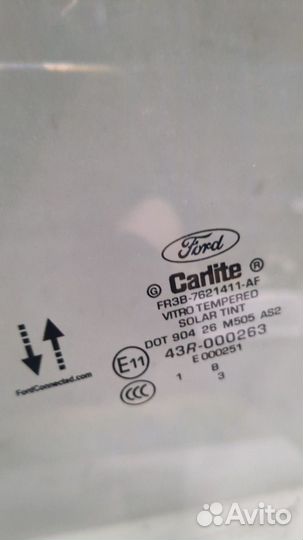 Ford
G Carlite ®
FR3B-7621411-AF
VITRO TEMPERED
SOLAR TINT
DOT 904 26 M505 AS2
E11 43R-000263
E 000251
CCC 1 8
3
FordConnected.com
Avito